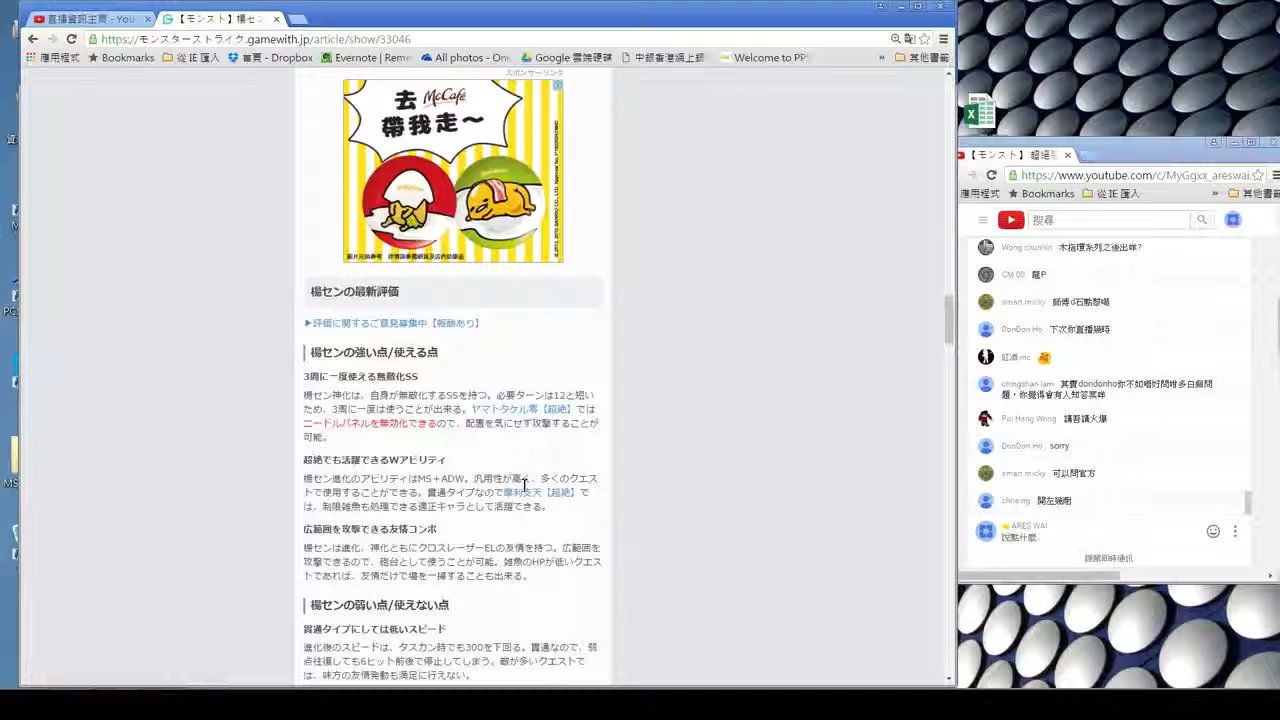 直播資訊主頁 - You
【モンスト】楊セン
https://モンスターストライク.gamewith.jp/article/show/33046
應用程式
Bookmarks
從 IE 匯入
頁 - Dropbox
Evernote | Reme
All photos - One
Google 雲端硬碟
中銀香港網上銀
Welcome to PP
»
其他書籤
スポンサーリンク
去 McCafé
帶我走～
楊センの最新評価
▶評価に関するご意見募集中【報酬あり】
楊センの強い点/使える点
3周に一度使える無敵化SS
楊セン神化は、自身が無敵化するSSを持つ。必要ターンは12と短い
ため、3周に一度は使うことが出来る。ヤマトタケル零【超絶】では
ニードルパネルを無効化できるので、配置を気にせず攻撃することが
可能。
超絶でも活躍できるWアビリティ
楊セン進化のアビリティはMS＋ADW。汎用性が高く、多くのクエス
トで使用することができる。貫通タイプなので摩利支天【超絶】で
は、制限雑魚も処理できる適正キャラとして活躍できる。
広範囲を攻撃できる友情コンボ
楊センは進化、神化ともにクロスレーザーELの友情を持つ。広範囲を
攻撃できるので、砲台として使うことが可能。雑魚のHPが低いクエス
トであれば、友情だけで場を一掃することも出来る。
楊センの弱い点/使えない点
貫通タイプにしては低いスピード
進化後のスピードは、タスカン時でも300を下回る。貫通なので、弱
点往復しても6ヒット前後で停止してしまう。敵が多いクエストで
は、味方の友情発動も満足に行えない。
【モンスト】超絕
https://www.youtube.com/c/MyGgxx_areswai
應用程式
Bookmarks
從 IE 匯入
»
其他書
搜尋
Wong chunhin 木指環系列之後出咩?
CM 00 龍P
smart micky 師傅d石點黎嘅
DonDon Ho 下次你直播幾時
紅酒 mc
chingshan lam 其實dondonho你不如唔好問咁多白痴問
題，你覺得會有人知答案咩
Pui Hang Wong 講吾講火爆
DonDon Ho sorry
smart micky 可以問官方
chris ng 開左幾耐
ARES WAI
說點什麼...
隱藏即時通訊